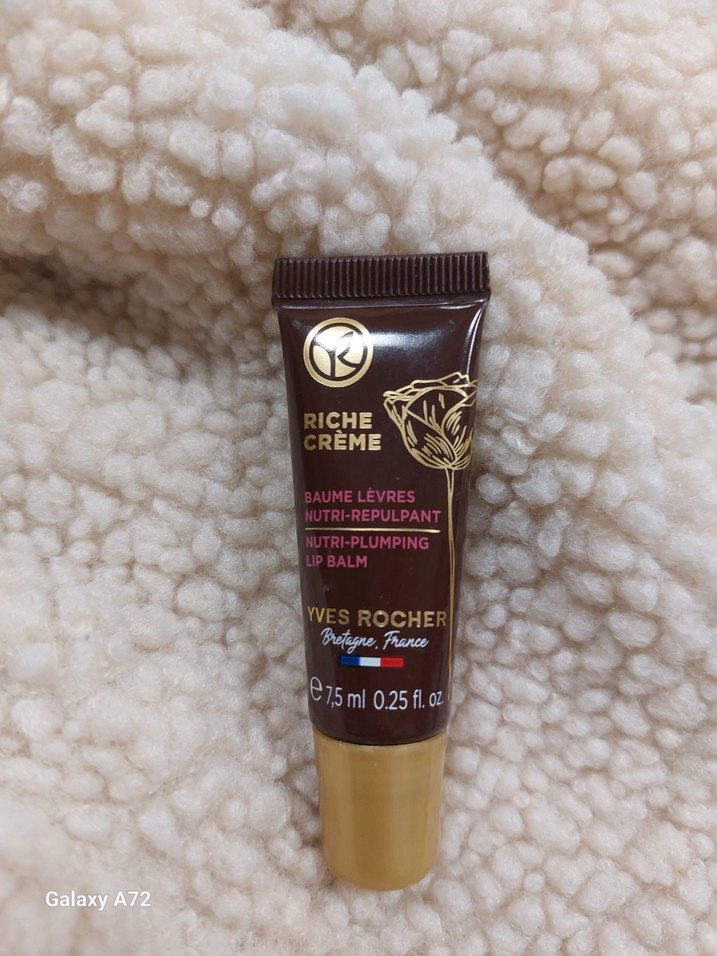 RICHE
CRÈME
BAUME LÈVRES
NUTRI-REPULPANT
NUTRI-PLUMPING
LIP BALM
YVES ROCHER
Bretagne, France
e 7,5 ml 0.25 fl. oz.
Galaxy A72